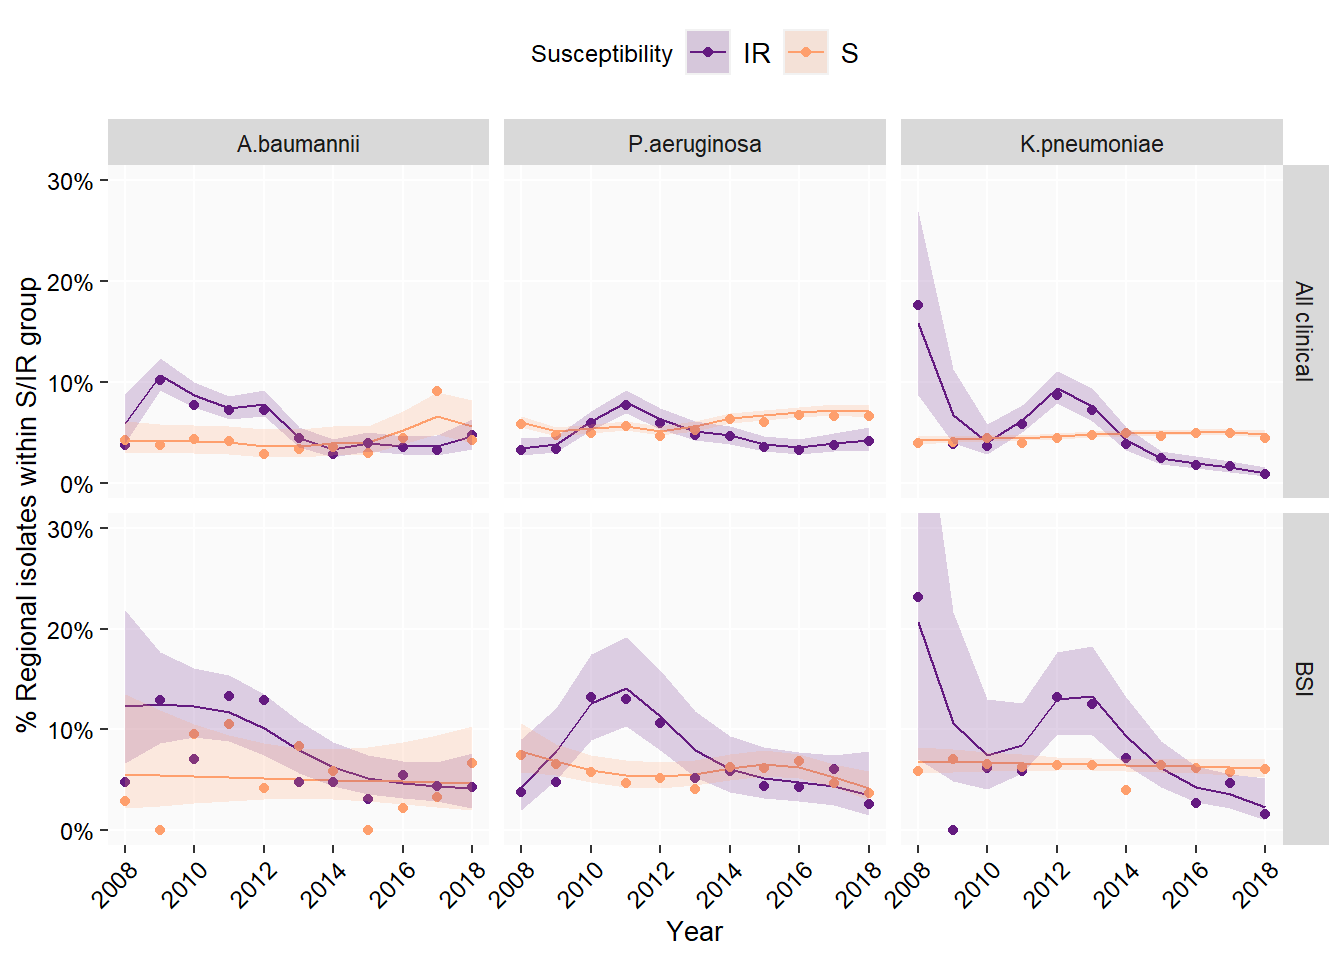 Susceptibility IR S
A.baumannii P.aeruginosa K.pneumoniae
% Regional isolates within S/IR group
30%
20%
10%
0%
All clinical
30%
20%
10%
0%
BSI
2008 2010 2012 2014 2016 2018 2008 2010 2012 2014 2016 2018 2008 2010 2012 2014 2016 2018
Year